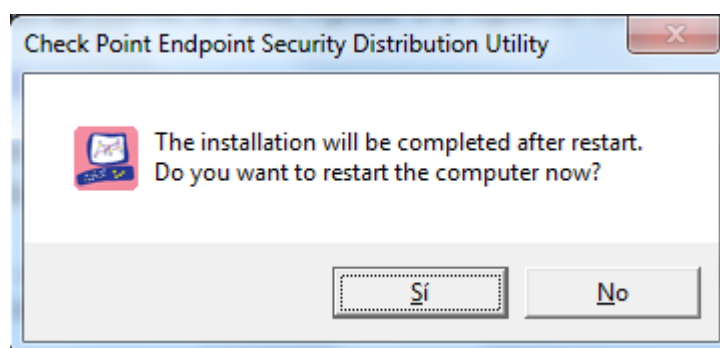 Check Point Endpoint Security Distribution Utility
The installation will be completed after restart.
Do you want to restart the computer now?
Sí
No